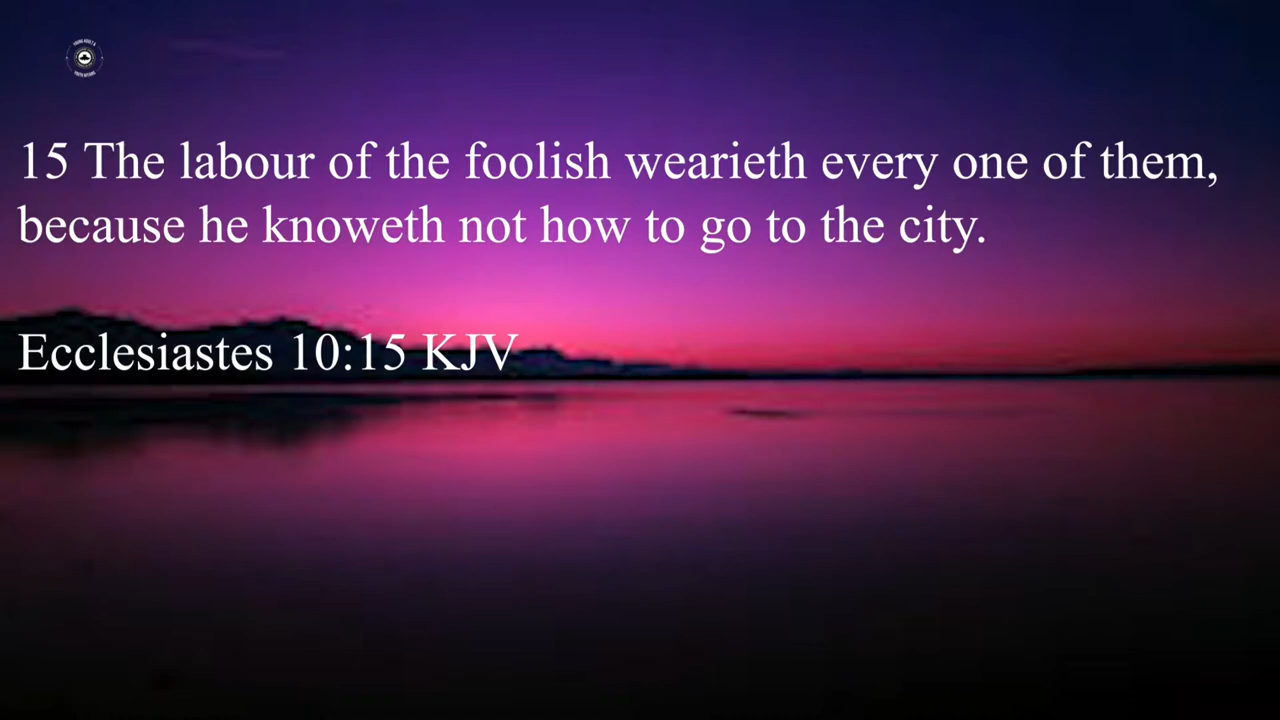 15 The labour of the foolish wearieth every one of them,
because he knoweth not how to go to the city.
Ecclesiastes 10:15 KJV